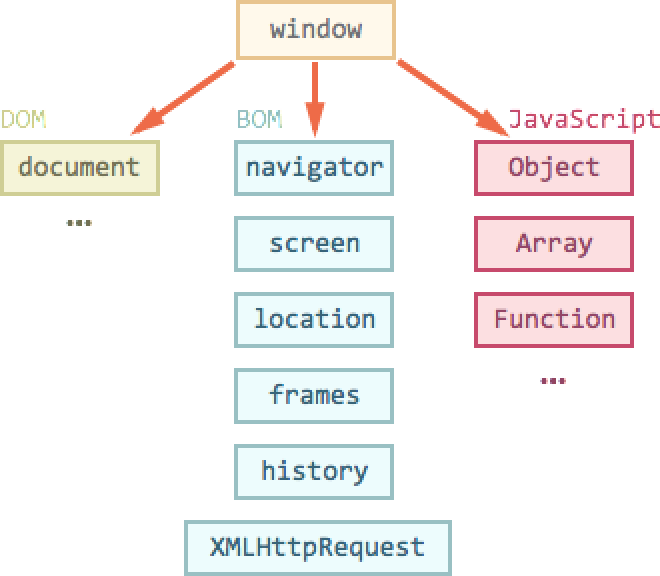 window
DOM
BOM
JavaScript
document
navigator
Object
...
screen
Array
location
Function
frames
...
history
XMLHttpRequest